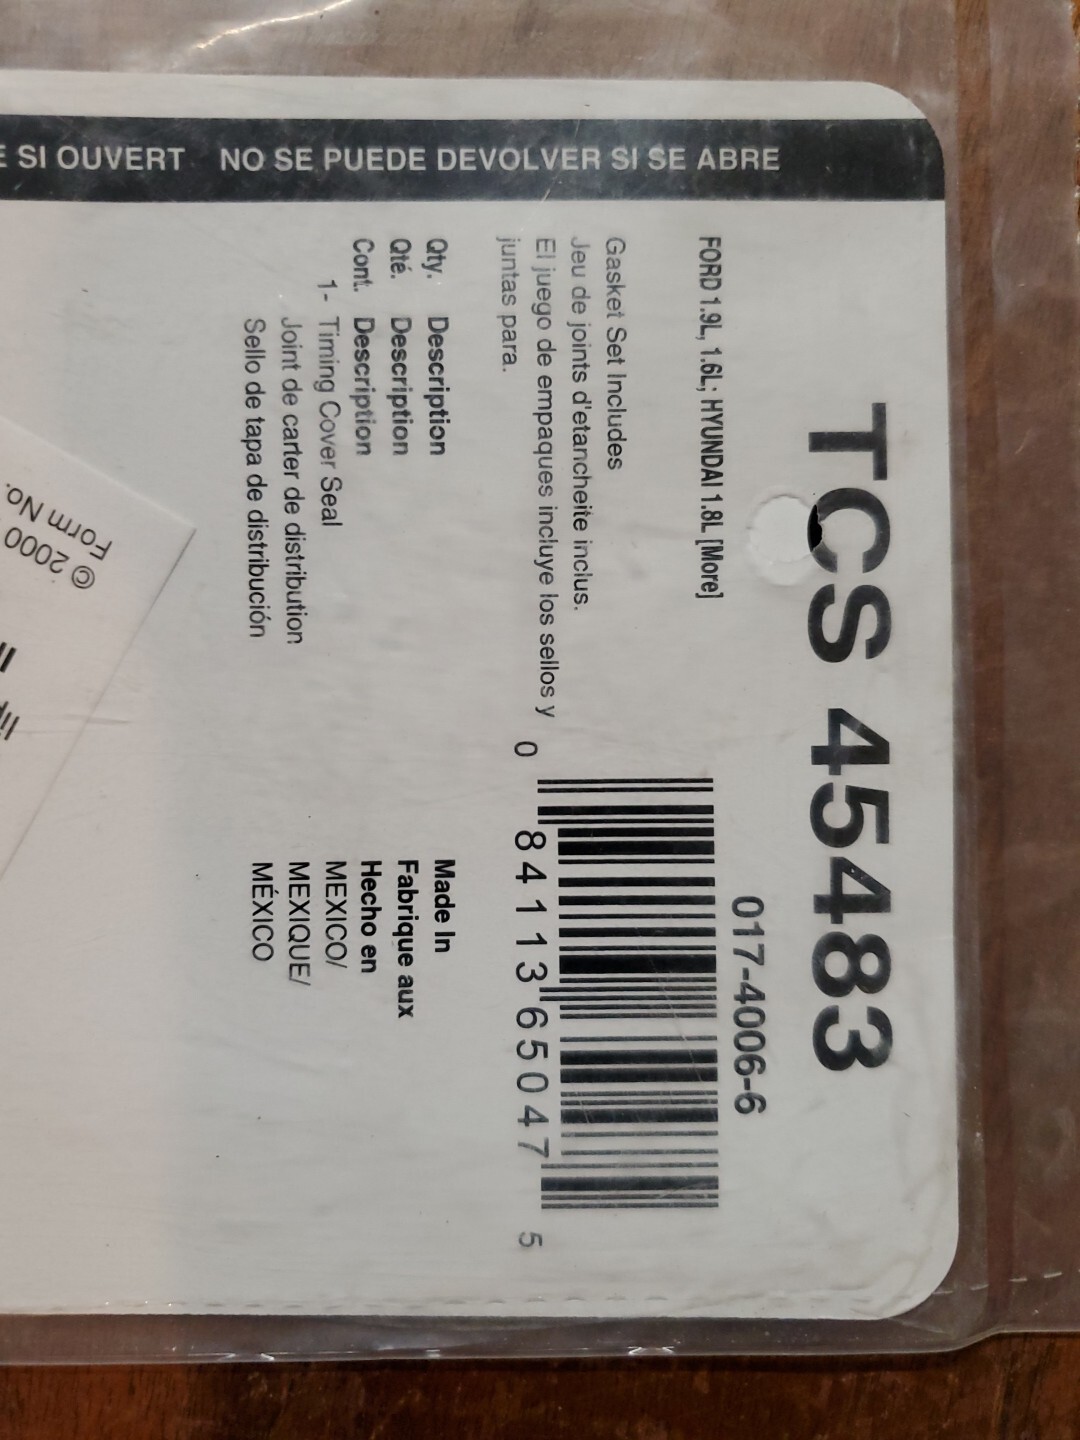 E SI OUVERT NO SE PUEDE DEVOLVER SI SE ABRE
TCS 45483
017-4006-6
FORD 1.9L, 1.6L; HYUNDAI 1.8L [More]
Gasket Set Includes
Jeu de joints d'etancheite inclus.
El juego de empaques incluye los sellos y
juntas para.
0 84113 65047 5
Qty. Description
Qté. Description
Cont. Description
1- Timing Cover Seal
Joint de carter de distribution
Sello de tapa de distribución
Made In
Fabrique aux
Hecho en
MEXICO/
MEXIQUE/
MÉXICO
© 2000
Form No.